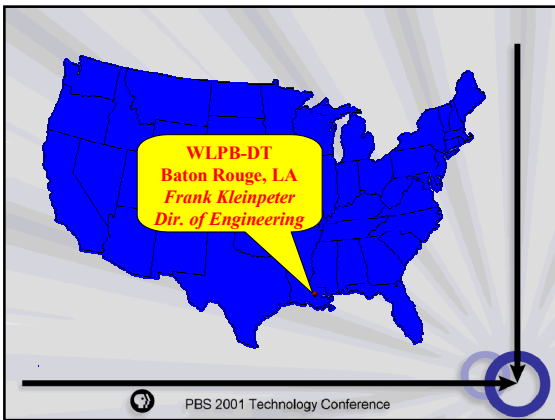 WLPB-DT
Baton Rouge, LA
Frank Kleinpeter
Dir. of Engineering
PBS 2001 Technology Conference